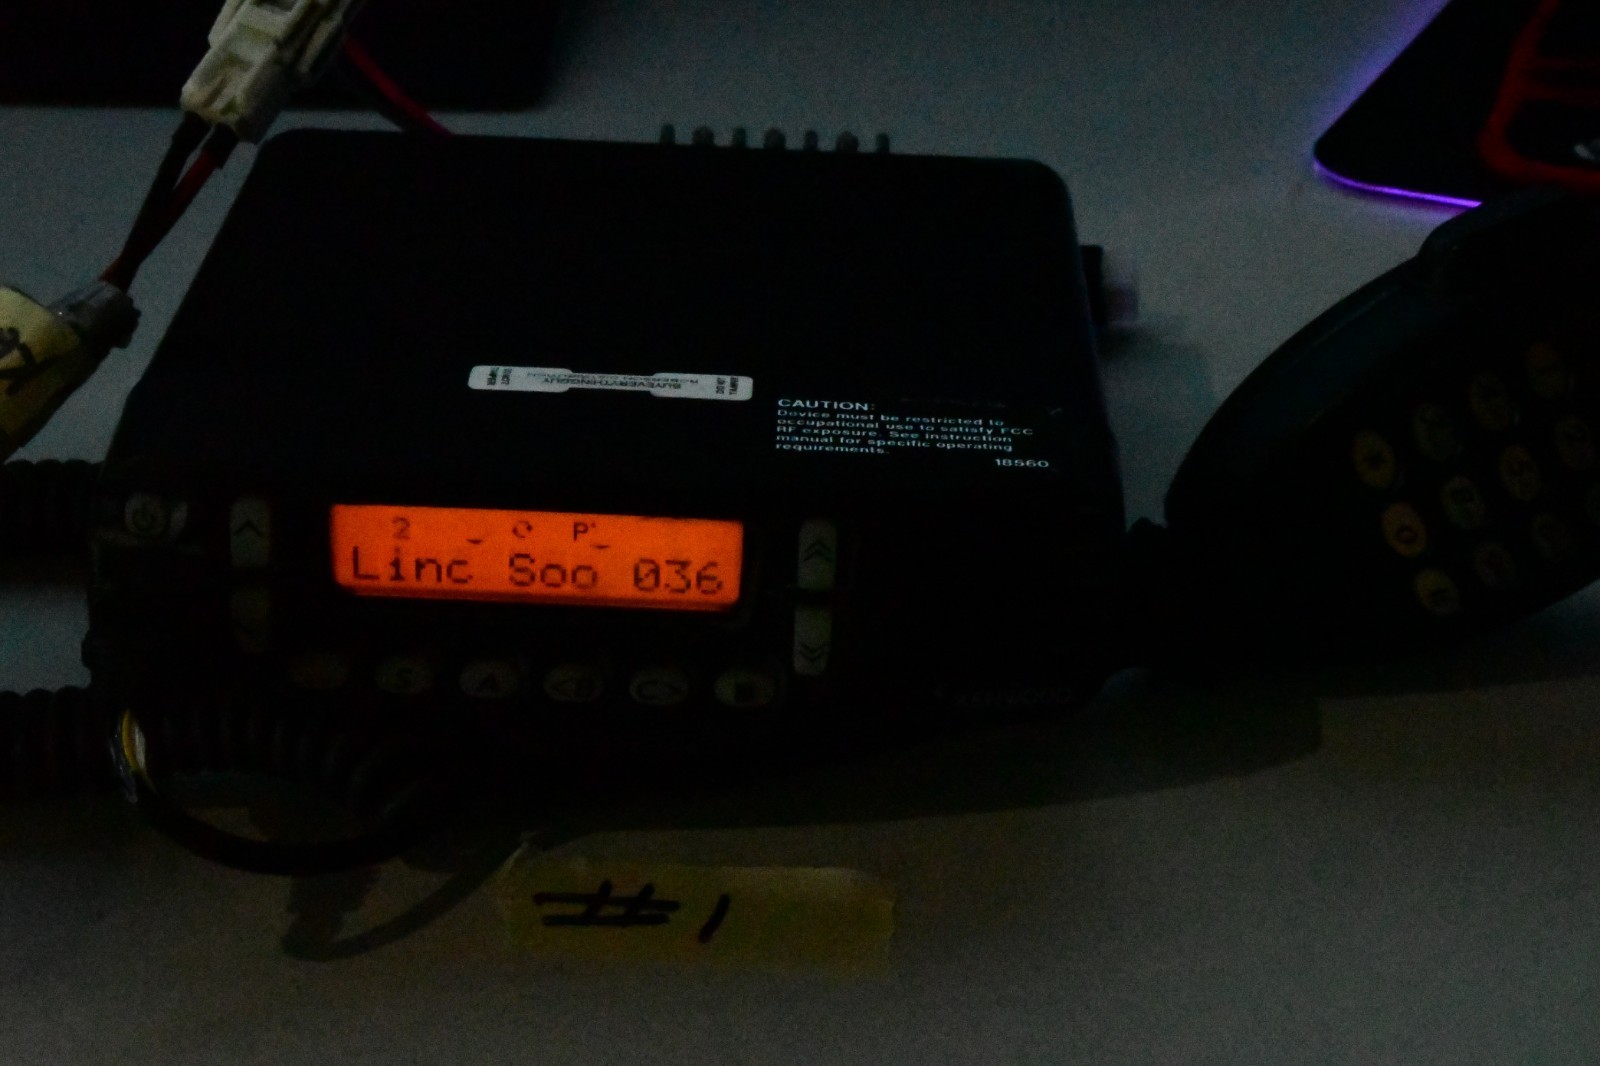 BUYEVERYTHINGGUY
CAUTION:
Device must be restricted to
occupational use to satisfy FCC
RF exposure. See instruction
manual for specific operating
requirements.
18560
2 P
Linc Soo 036
S A
#1